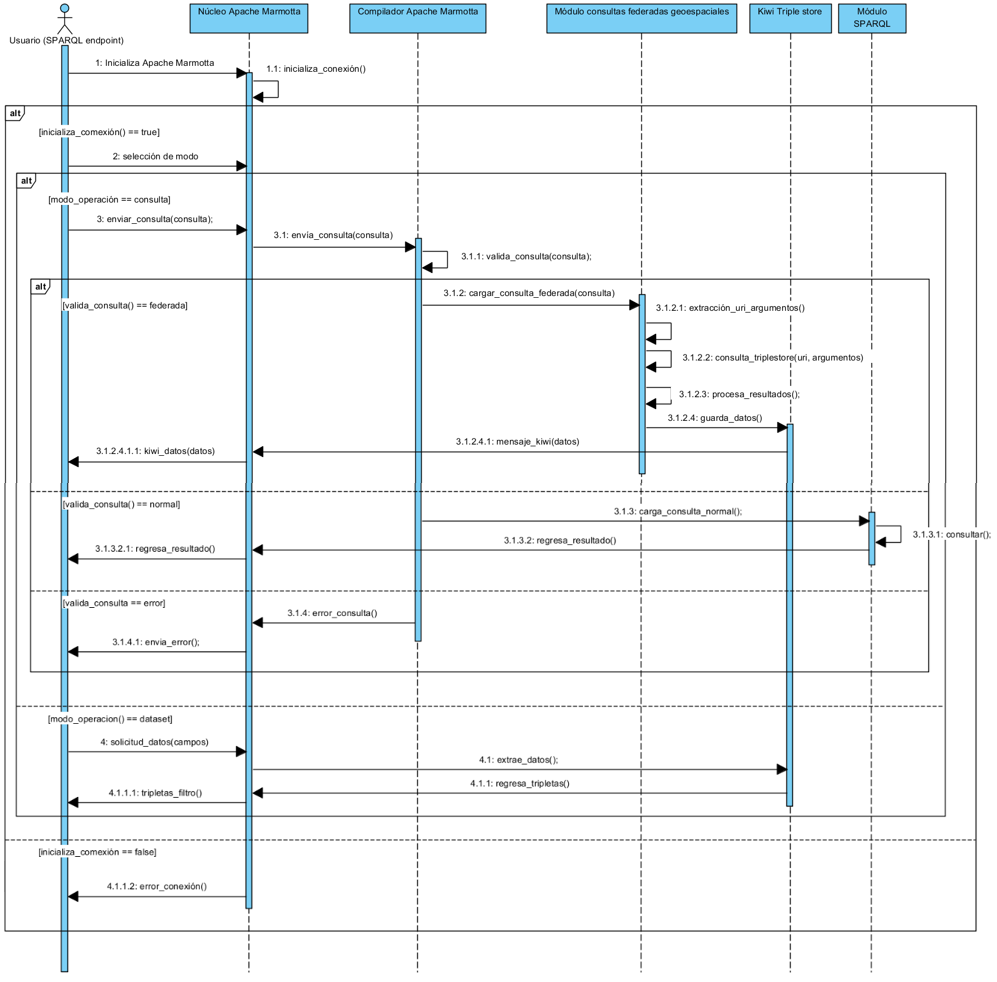 Núcleo Apache Marmotta
Compilador Apache Marmotta
Módulo consultas federadas geoespaciales
Kiwi Triple store
Módulo
SPARQL
Usuario (SPARQL endpoint)
1: Inicializa Apache Marmotta
1.1: inicializa_conexión()
alt
[inicializa_comexión() == true]
2: selección de modo
alt
[modo_operación == consulta]
3: enviar_consulta(consulta);
3.1: envía_consulta(consulta)
3.1.1: valida_consulta(consulta);
alt
[valida_consulta() == federada]
3.1.2: cargar_consulta_federada(consulta)
3.1.2.1: extracción_uri_argumentos()
3.1.2.2: consulta_triplestore(uri, argumentos)
3.1.2.3: procesa_resultados();
3.1.2.4: guarda_datos()
3.1.2.4.1: mensaje_kiwi(datos)
3.1.2.4.1.1: kiwi_datos(datos)
[valida_consulta() == normal]
3.1.3: carga_consulta_normal();
3.1.3.1: consultar();
3.1.3.2: regresa_resultado()
3.1.3.2.1: regresa_resultado()
[valida_consulta == error]
3.1.4: error_consulta()
3.1.4.1: envia_error();
[modo_operacion() == dataset]
4: solicitud_datos(campos)
4.1: extrae_datos();
4.1.1: regresa_tripletas()
4.1.1.1: tripletas_filtro()
[inicializa_comexión == false]
4.1.1.2: error_conexión()